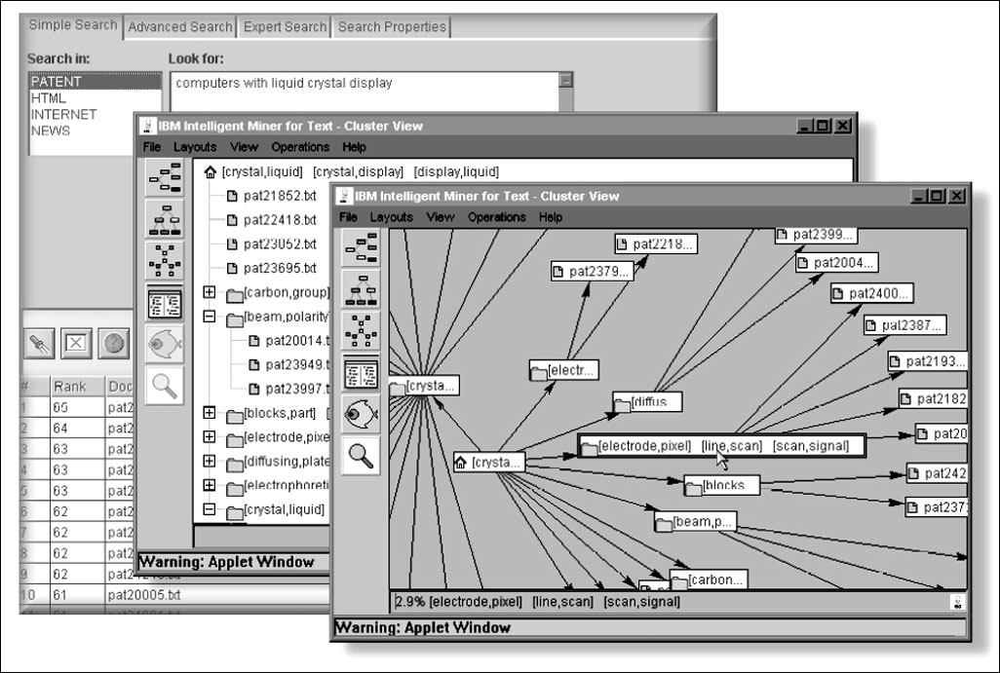 Simple Search Advanced Search Expert Search Search Properties
Search in: Look for:
PATENT
HTML
INTERNET
NEWS
computers with liquid crystal display
# Rank Doc
1 65 pat2
2 64 pat2
3 63 pat2
4 63 pat2
5 63 pat2
6 62 pat2
7 62 pat2
8 62 pat2
9 62
10 61 pat20005.txt
IBM Intelligent Miner for Text - Cluster View
File Layouts View Operations Help
[crystal,liquid] [crystal,display] [display,liquid]
pat21852.txt
pat22418.txt
pat23052.txt
pat23695.txt
[carbon,group]
[beam,polarity]
pat20014.t
pat23949.t
pat23997.t
[blocks,part] [
[electrode,pixe
[diffusing,plate
[electrophoreti
[crystal,liquid]
Warning: Applet Window
IBM Intelligent Miner for Text - Cluster View
File Layouts View Operations Help
pat2399...
pat2218...
pat2004...
pat2379...
pat2400...
pat2387...
pat2193...
[electr...
[crysta...
pat2182
[diffus
pat20
[electrode,pixel] [line,scan] [scan,signal]
[crysta...
pat242
[blocks
pat237
[beam,p...
[carbon...
2.9% [electrode,pixel] [line,scan] [scan,signal]
Warning: Applet Window